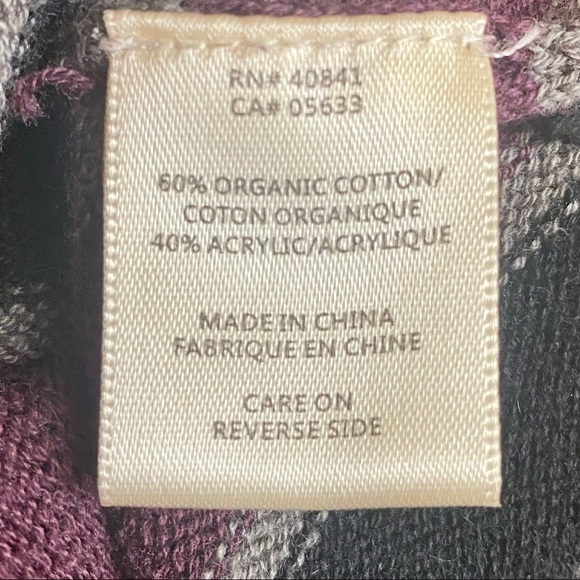 RN# 40841
CA# 05633
60% ORGANIC COTTON/
COTON ORGANIQUE
40% ACRYLIC/ACRYLIQUE
MADE IN CHINA
FABRIQUE EN CHINE
CARE ON
REVERSE SIDE